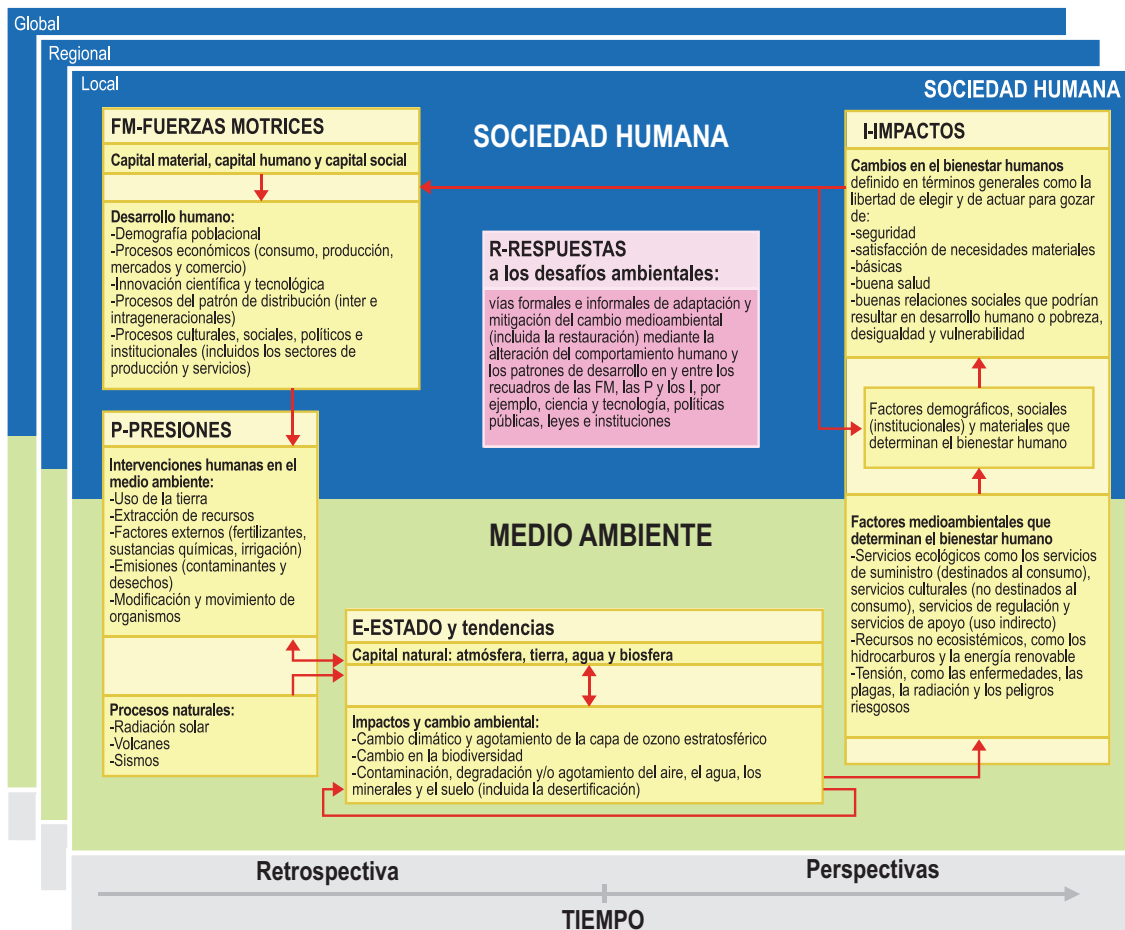 Global
Regional
Local
SOCIEDAD HUMANA
SOCIEDAD HUMANA
FM-FUERZAS MOTRICES
Capital material, capital humano y capital social
Desarrollo humano:
-Demografía poblacional
-Procesos económicos (consumo, producción,
mercados y comercio)
-Innovación científica y tecnológica
-Procesos del patrón de distribución (inter e
intrageneracionales)
-Procesos culturales, sociales, políticos e
institucionales (incluidos los sectores de
producción y servicios)
R-RESPUESTAS
a los desafíos ambientales:
vías formales e informales de adaptación y
mitigación del cambio medioambiental
(incluida la restauración) mediante la
alteración del comportamiento humano y
los patrones de desarrollo en y entre los
recuadros de las FM, las P y los I, por
ejemplo, ciencia y tecnología, políticas
públicas, leyes e instituciones
I-IMPACTOS
Cambios en el bienestar humanos
definido en términos generales como la
libertad de elegir y de actuar para gozar
de:
-seguridad
-satisfacción de necesidades materiales
-básicas
-buena salud
-buenas relaciones sociales que podrían
resultar en desarrollo humano o pobreza,
desigualdad y vulnerabilidad
Factores demográficos, sociales
(institucionales) y materiales que
determinan el bienestar humano
Factores medioambientales que
determinan el bienestar humano
-Servicios ecológicos como los servicios
de suministro (destinados al consumo),
servicios culturales (no destinados al
consumo), servicios de regulación y
servicios de apoyo (uso indirecto)
-Recursos no ecosistémicos, como los
hidrocarburos y la energía renovable
-Tensión, como las enfermedades, las
plagas, la radiación y los peligros
riesgosos
P-PRESIONES
Intervenciones humanas en el
medio ambiente:
-Uso de la tierra
-Extracción de recursos
-Factores externos (fertilizantes,
sustancias químicas, irrigación)
-Emisiones (contaminantes y
desechos)
-Modificación y movimiento de
organismos
Procesos naturales:
-Radiación solar
-Volcanes
-Sismos
MEDIO AMBIENTE
E-ESTADO y tendencias
Capital natural: atmósfera, tierra, agua y biosfera
Impactos y cambio ambiental:
-Cambio climático y agotamiento de la capa de ozono estratosférico
-Cambio en la biodiversidad
-Contaminación, degradación y/o agotamiento del aire, el agua, los
minerales y el suelo (incluida la desertificación)
Retrospectiva
Perspectivas
TIEMPO